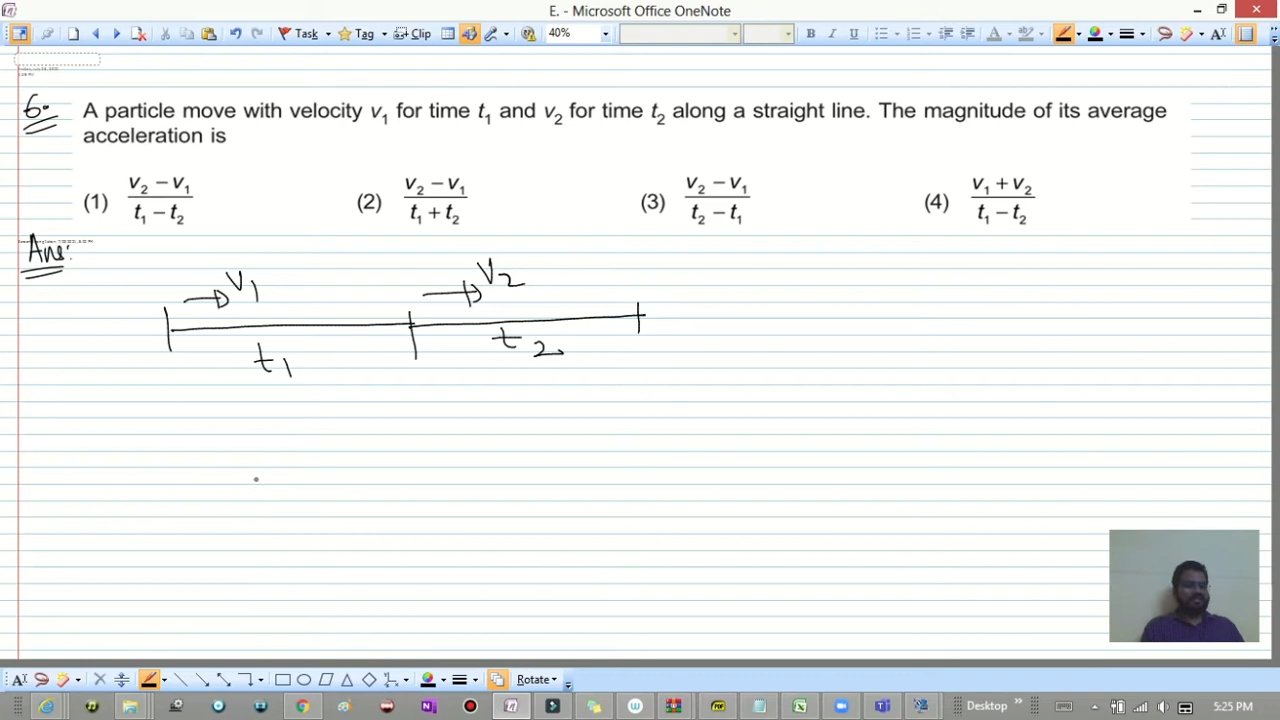 E. - Microsoft Office OneNote
Task Tag Clip 40%
6.
A particle move with velocity v₁ for time t₁ and v₂ for time t₂ along a straight line. The magnitude of its average
acceleration is
(1) (v₂ − v₁)/(t₁ − t₂) (2) (v₂ − v₁)/(t₁ + t₂) (3) (v₂ − v₁)/(t₂ − t₁) (4) (v₁ + v₂)/(t₁ − t₂)
Ans:
V1 V2
t1 t2
Rotate
Desktop 5:25 PM